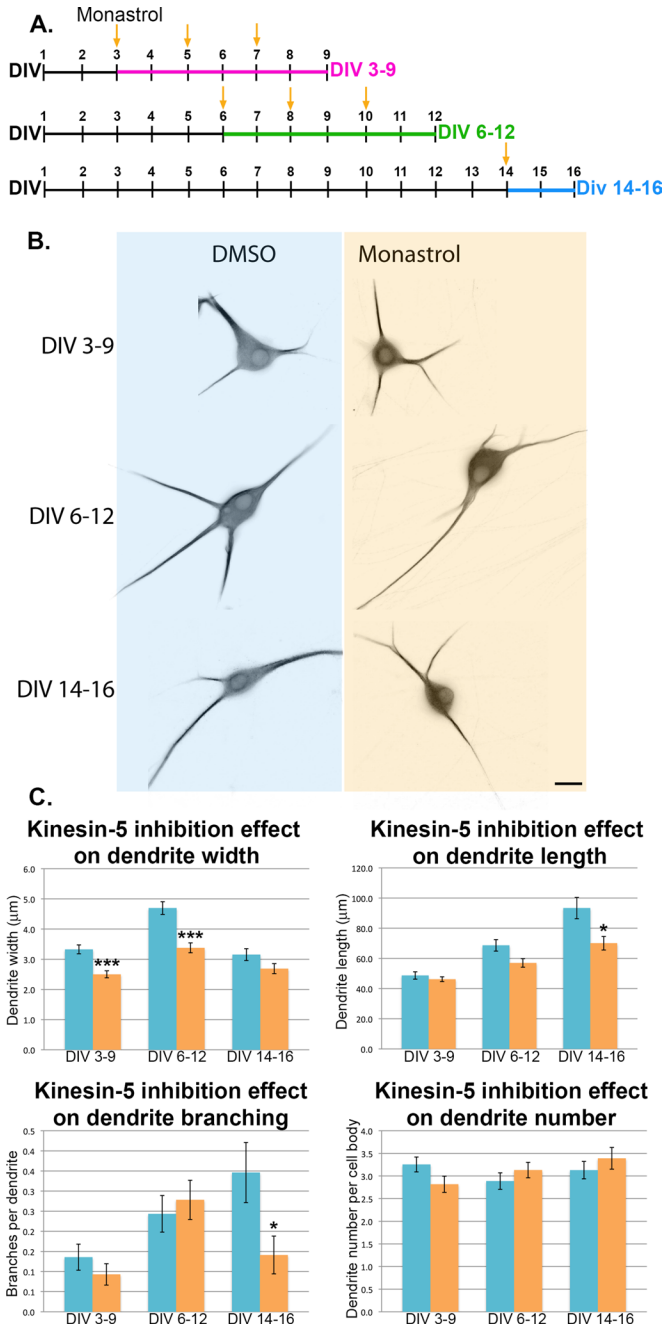 A.
Monastrol
1 2 3 4 5 6 7 8 9
DIV DIV 3-9
1 2 3 4 5 6 7 8 9 10 11 12
DIV DIV 6-12
1 2 3 4 5 6 7 8 9 10 11 12 13 14 15 16
DIV Div 14-16
B.
DMSO Monastrol
DIV 3-9
DIV 6-12
DIV 14-16
C.
Kinesin-5 inhibition effect
on dendrite width
Dendrite width (μm)
6.0
5.0
4.0
3.0
2.0
1.0
0.0
***
***
DIV 3-9 DIV 6-12 DIV 14-16
Kinesin-5 inhibition effect
on dendrite length
Dendrite length (μm)
120.0
100.0
80.0
60.0
40.0
20.0
0.0
*
DIV 3-9 DIV 6-12 DIV 14-16
Kinesin-5 inhibition effect
on dendrite branching
Branches per dendrite
0.5
0.4
0.4
0.3
0.3
0.2
0.2
0.1
0.1
0.0
*
DIV 3-9 DIV 6-12 DIV 14-16
Kinesin-5 inhibition effect
on dendrite number
Dendrite number per cell body
4.0
3.5
3.0
2.5
2.0
1.5
1.0
0.5
0.0
DIV 3-9 DIV 6-12 DIV 14-16